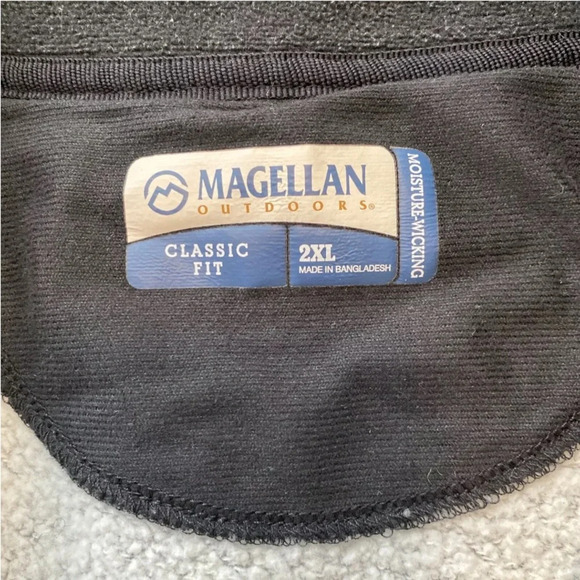 MAGELLAN
OUTDOORS®
CLASSIC
FIT
2XL
MADE IN BANGLADESH
MOISTURE-WICKING